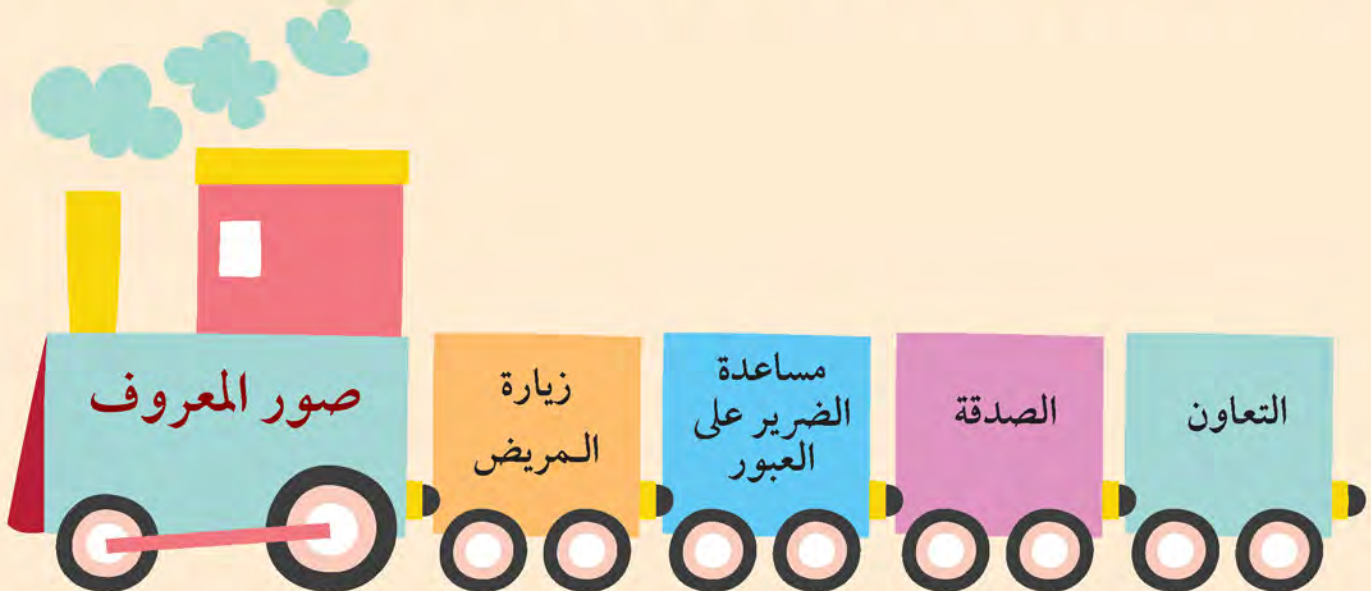 صور المعروف
زيارة
المريض
مساعدة
الضرير على
العبور
الصدقة
التعاون